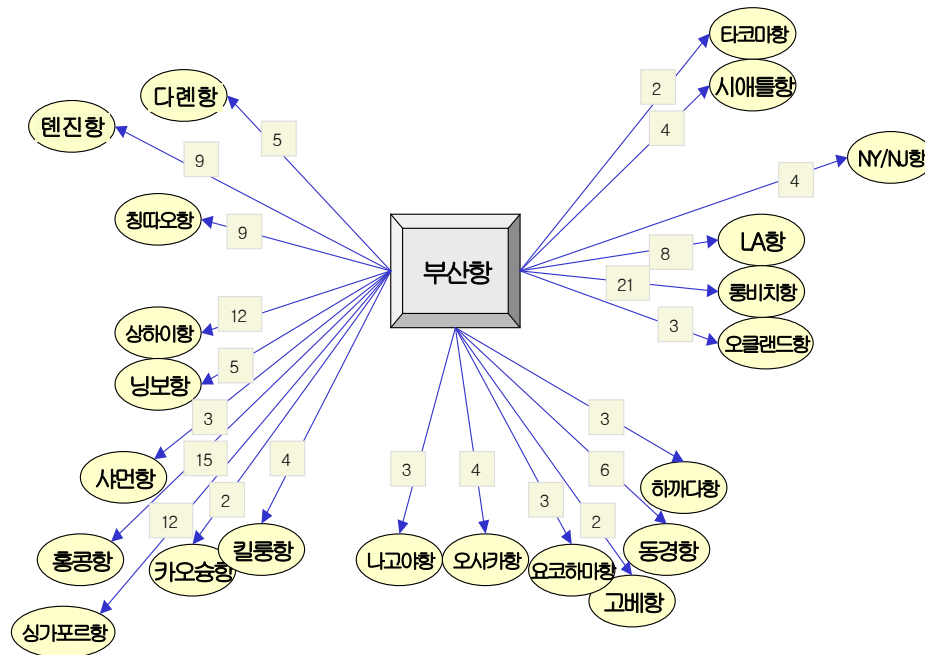 타코마항
2
시애틀항
4
다롄항
5
톈진항
9
NY/NJ항
4
칭따오항
9
부산항
LA항
8
롱비치항
21
오클랜드항
3
상하이항
12
닝보항
5
샤먼항
3
홍콩항
15
싱가포르항
12
카오슝항
2
킬룽항
4
나고야항
3
오사카항
4
요코하마항
3
고베항
2
동경항
6
하까다항
3